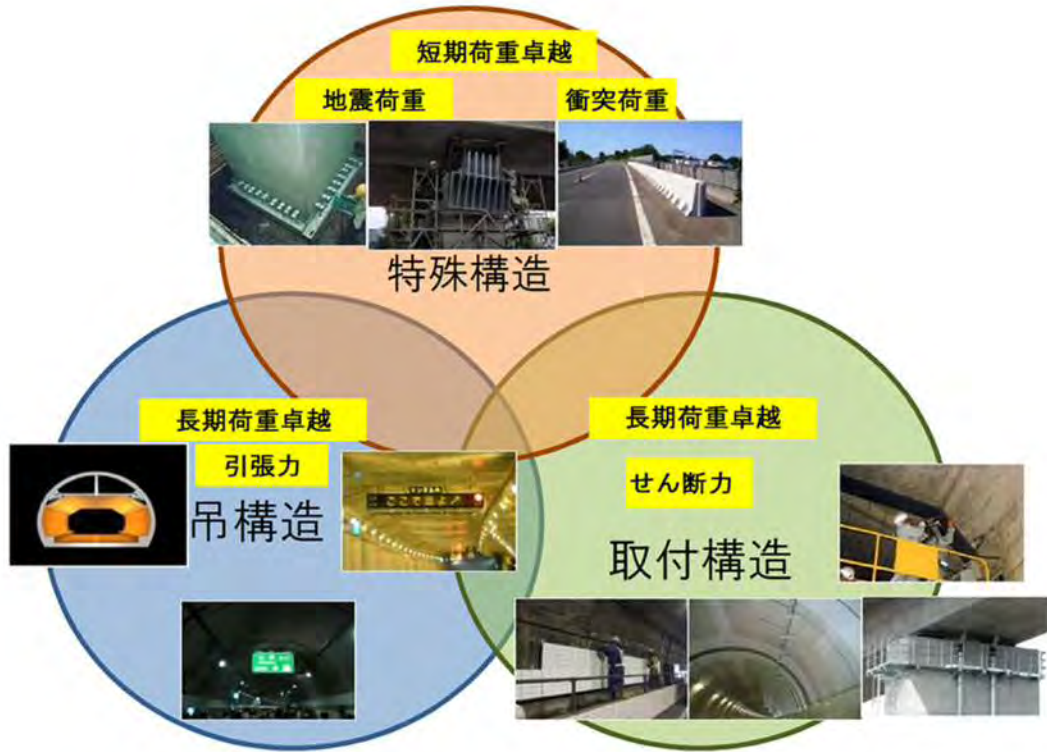 短期荷重卓越
地震荷重
衝突荷重
特殊構造
長期荷重卓越
引張力
吊構造
長期荷重卓越
せん断力
取付構造